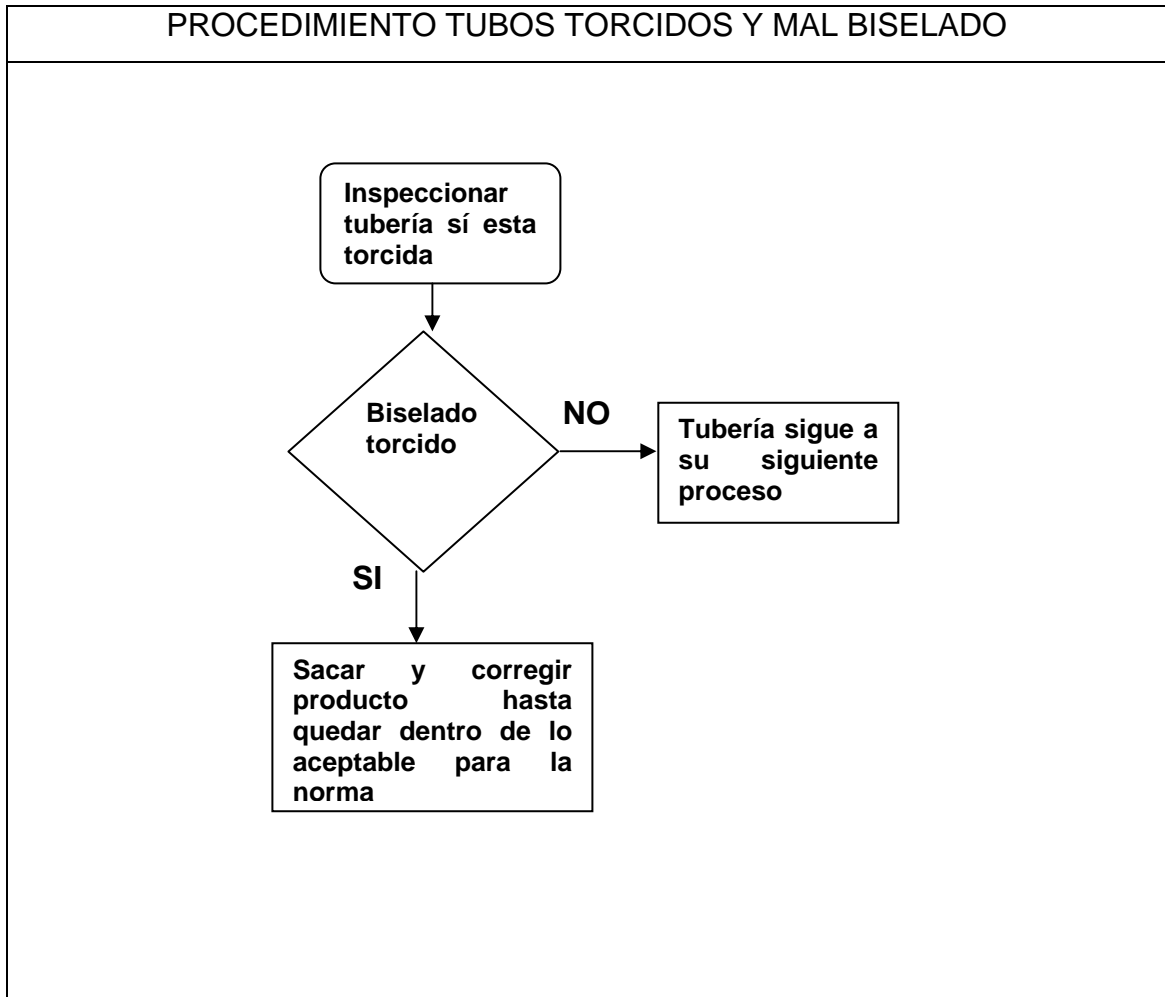 PROCEDIMIENTO TUBOS TORCIDOS Y MAL BISELADO
Inspeccionar
tubería sí esta
torcida
Biselado
torcido
NO
Tubería sigue a
su siguiente
proceso
SI
Sacar y corregir
producto hasta
quedar dentro de lo
aceptable para la
norma